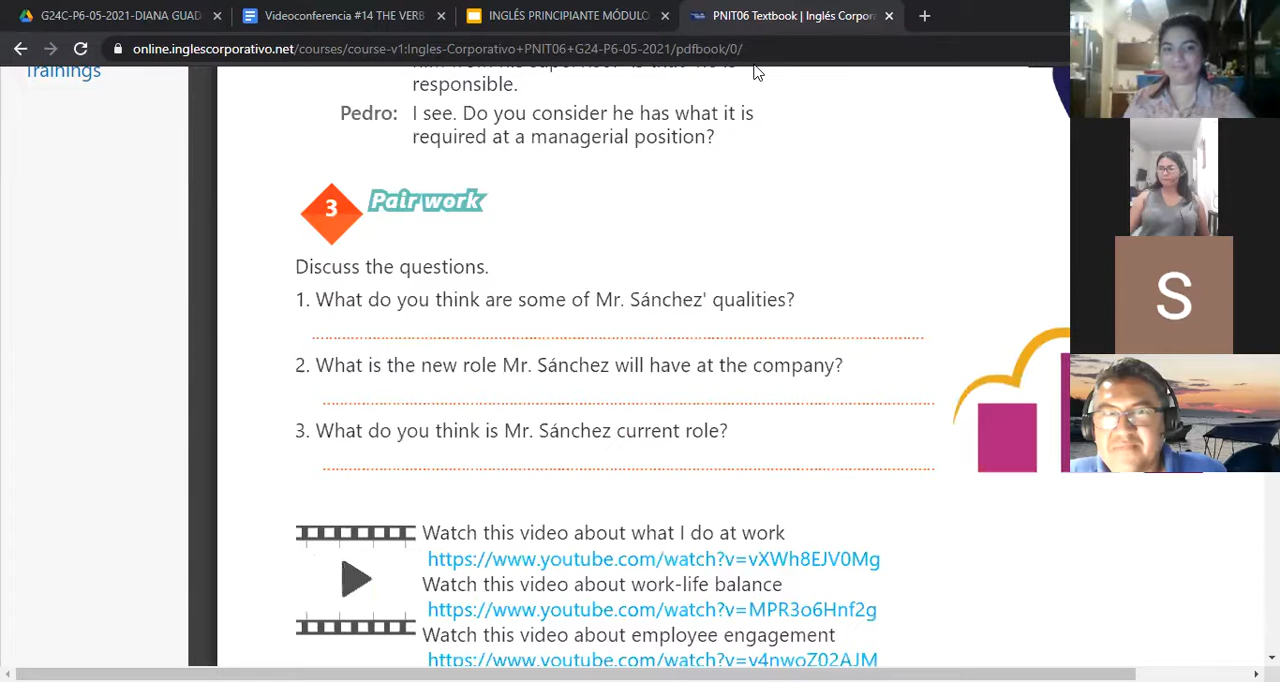 G24C-P6-05-2021-DIANA GUAD
Videoconferencia #14 THE VERB
INGLÉS PRINCIPIANTE MÓDULO
PNIT06 Textbook | Inglés Corpor
online.inglescorporativo.net/courses/course-v1:Ingles-Corporativo+PNIT06+G24-P6-05-2021/pdfbook/0/
Trainings
responsible.
Pedro: I see. Do you consider he has what it is
required at a managerial position?
3 Pair work
Discuss the questions.
1. What do you think are some of Mr. Sánchez' qualities?
2. What is the new role Mr. Sánchez will have at the company?
3. What do you think is Mr. Sánchez current role?
Watch this video about what I do at work
https://www.youtube.com/watch?v=vXWh8EJV0Mg
Watch this video about work-life balance
https://www.youtube.com/watch?v=MPR3o6Hnf2g
Watch this video about employee engagement
https://www.youtube.com/watch?v=v4nwoZ02AJM
S